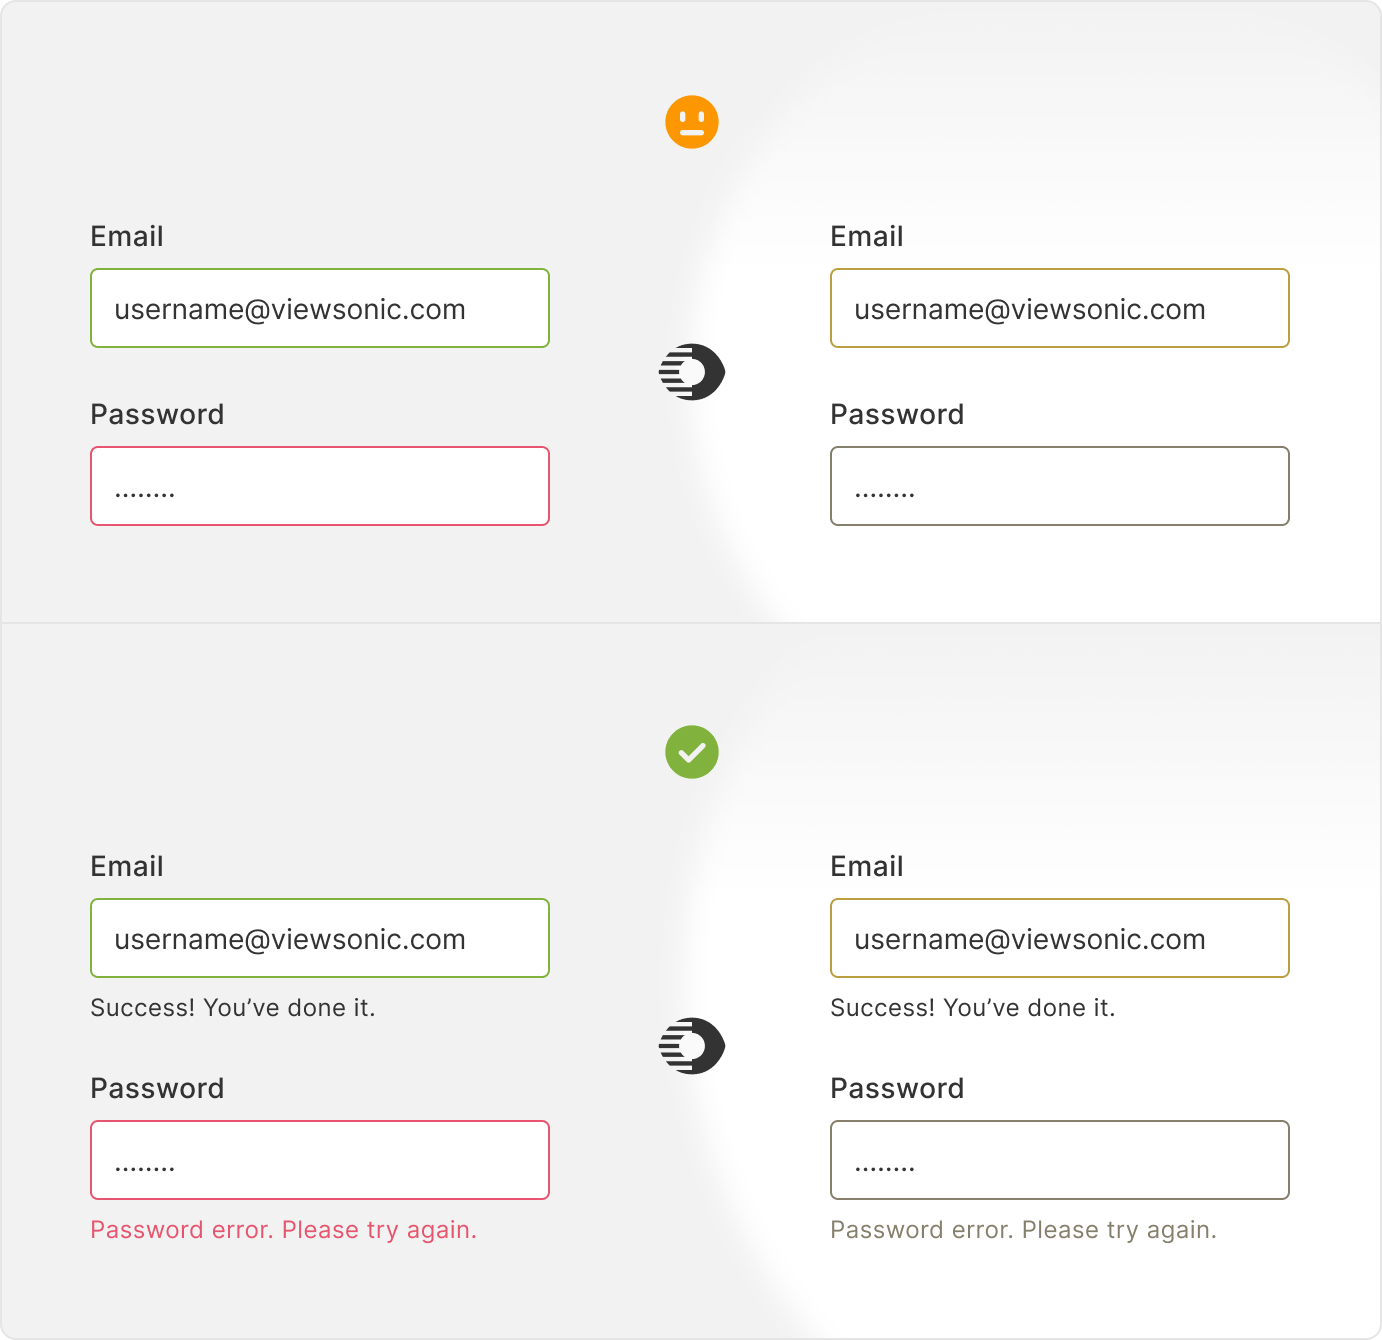 Email
username@viewsonic.com
Password
........
Email
username@viewsonic.com
Password
........
Email
username@viewsonic.com
Success! You’ve done it.
Password
........
Password error. Please try again.
Email
username@viewsonic.com
Success! You’ve done it.
Password
........
Password error. Please try again.